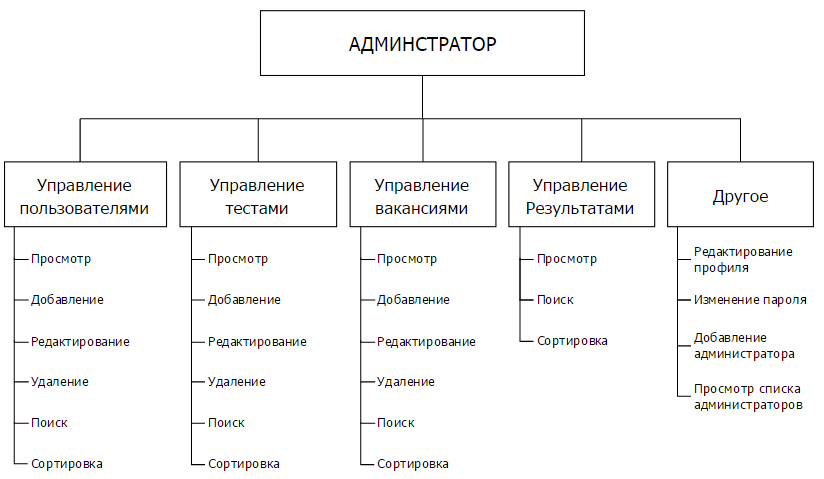 АДМИНСТРАТОР
Управление
пользователями
Просмотр
Добавление
Редактирование
Удаление
Поиск
Сортировка
Управление
тестами
Просмотр
Добавление
Редактирование
Удаление
Поиск
Сортировка
Управление
вакансиями
Просмотр
Добавление
Редактирование
Удаление
Поиск
Сортировка
Управление
Результатами
Просмотр
Поиск
Сортировка
Другое
Редактирование
профиля
Изменение пароля
Добавление
администратора
Просмотр списка
администраторов